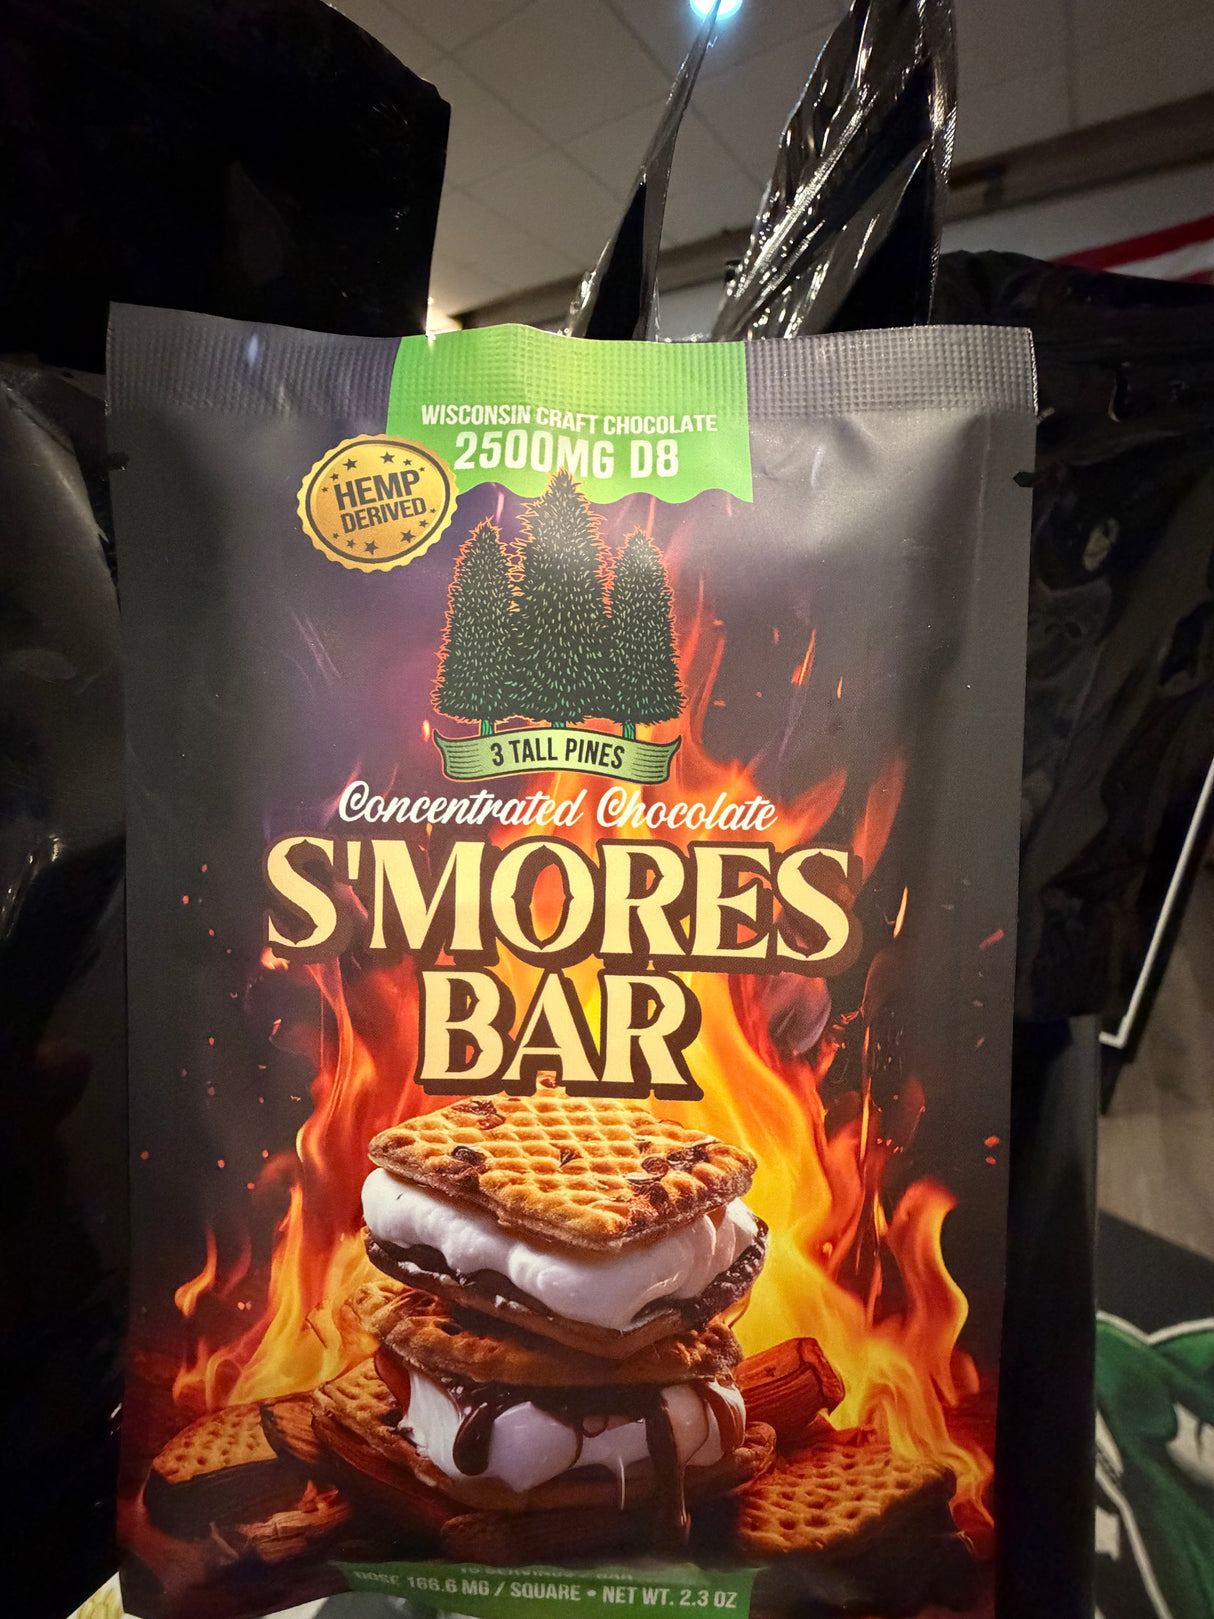 WISCONSIN CRAFT CHOCOLATE
2500MG D8
HEMP
DERIVED
3 TALL PINES
Concentrated Chocolate
S'MORES
BAR
DOSE 166.6 MG / SQUARE • NET WT. 2.3 OZ